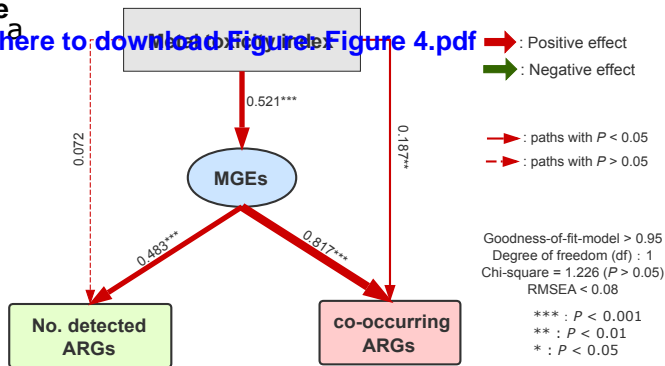 e
a
here to download Figure: Figure 4.pdf
Metal toxicity index
: Positive effect
: Negative effect
0.521***
0.072
0.187**
: paths with P < 0.05
: paths with P > 0.05
MGEs
0.483***
0.817***
Goodness-of-fit-model > 0.95
Degree of freedom (df) : 1
Chi-square = 1.226 (P > 0.05)
RMSEA < 0.08
*** : P < 0.001
** : P < 0.01
* : P < 0.05
No. detected
ARGs
co-occurring
ARGs